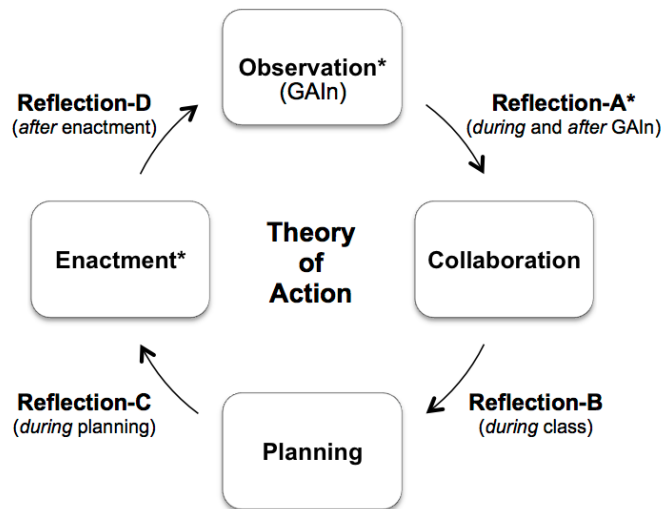 Observation*
(GAIn)
Reflection-D
(after enactment)
Reflection-A*
(during and after GAIn)
Enactment*
Theory
of
Action
Collaboration
Reflection-C
(during planning)
Reflection-B
(during class)
Planning